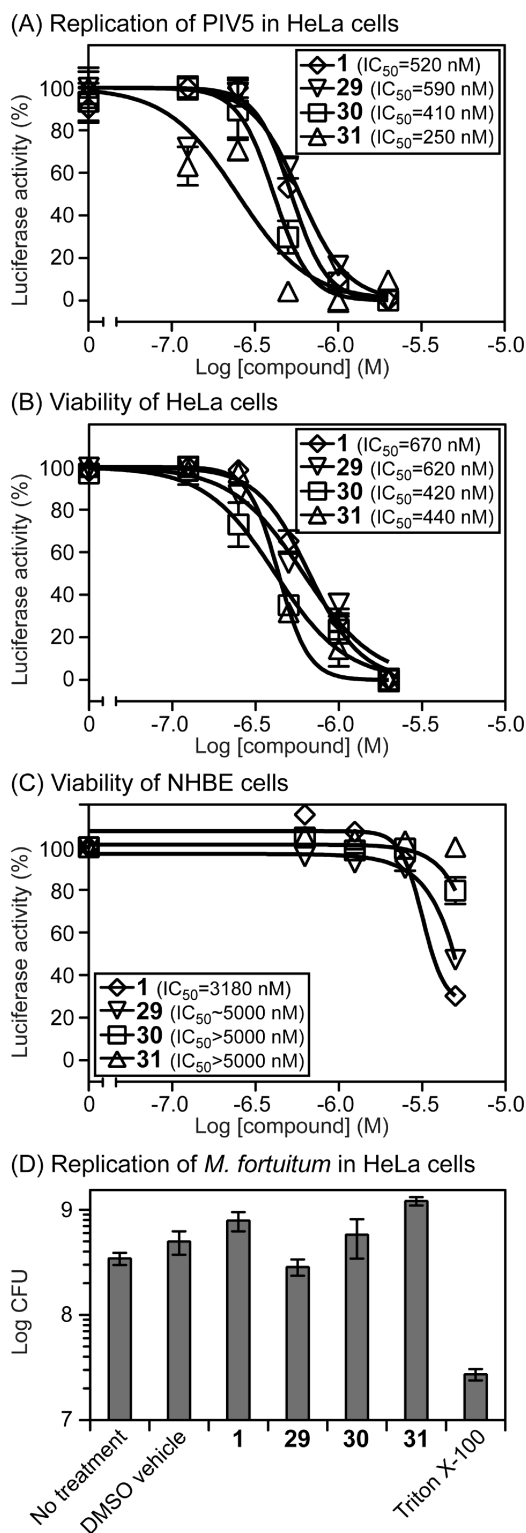 (A) Replication of PIV5 in HeLa cells
1 (IC50=520 nM)
29 (IC50=590 nM)
30 (IC50=410 nM)
31 (IC50=250 nM)
Luciferase activity (%)
100
80
60
40
20
0
0 -7.0 -6.5 -6.0 -5.5 -5.0
Log [compound] (M)
(B) Viability of HeLa cells
1 (IC50=670 nM)
29 (IC50=620 nM)
30 (IC50=420 nM)
31 (IC50=440 nM)
Luciferase activity (%)
100
80
60
40
20
0
0 -7.0 -6.5 -6.0 -5.5 -5.0
Log [compound] (M)
(C) Viability of NHBE cells
Luciferase activity (%)
100
80
60
40
20
0
1 (IC50=3180 nM)
29 (IC50~5000 nM)
30 (IC50>5000 nM)
31 (IC50>5000 nM)
0 -7.0 -6.5 -6.0 -5.5 -5.0
Log [compound] (M)
(D) Replication of M. fortuitum in HeLa cells
Log CFU
9
8
7
No treatment
DMSO vehicle
1
29
30
31
Triton X-100